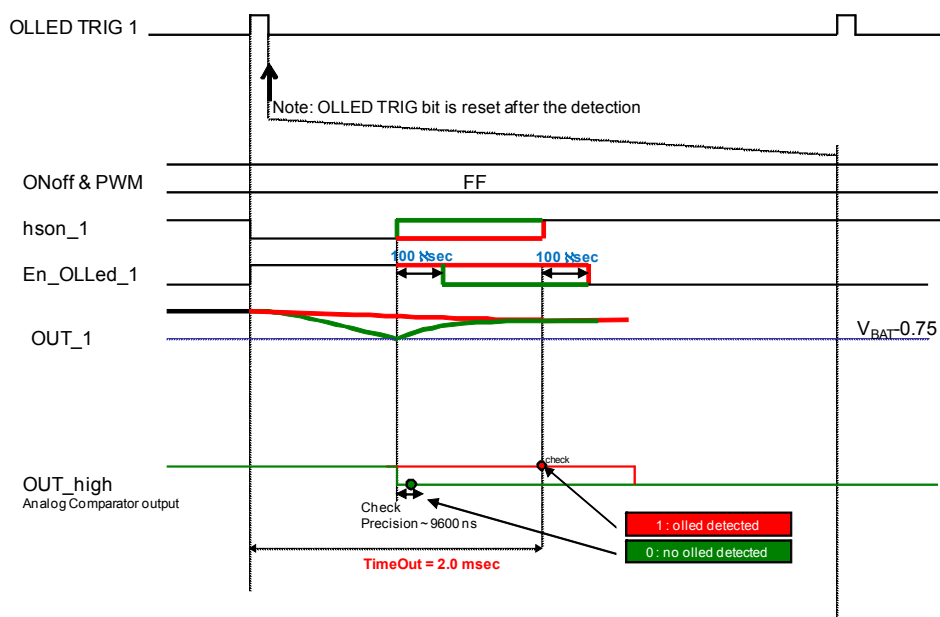 OLLED TRIG 1
Note: OLLED TRIG bit is reset after the detection
ONoff & PWM
FF
hson_1
100 ℵsec
100 ℵsec
En_OLLed_1
OUT_1
VBAT-0.75
check
OUT_high
Analog Comparator output
Check
Precision ~ 9600 ns
1 : olled detected
0 : no olled detected
TimeOut = 2.0 msec